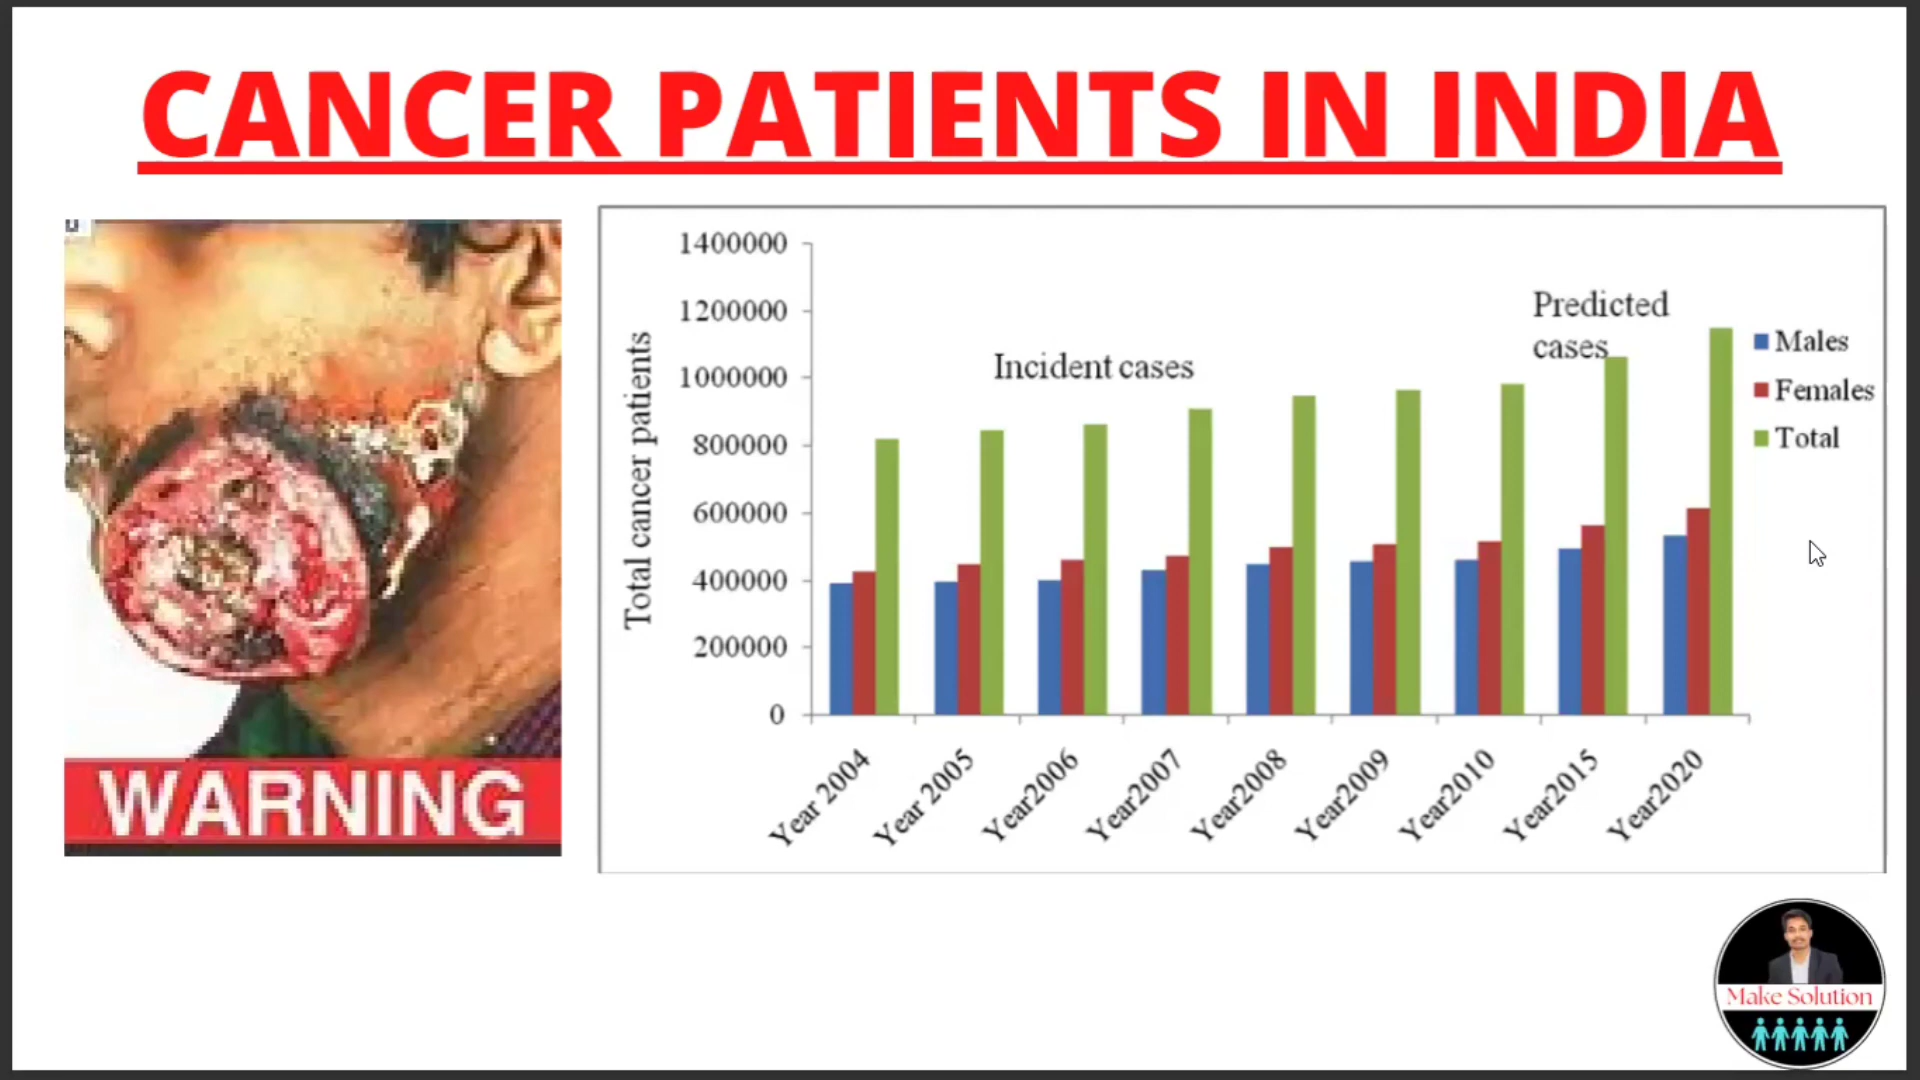 CANCER PATIENTS IN INDIA
WARNING
Total cancer patients
1400000
1200000
1000000
800000
600000
400000
200000
0
Incident cases
Predicted
cases
Males
Females
Total
Year 2004
Year 2005
Year2006
Year2007
Year2008
Year2009
Year2010
Year2015
Year2020
Make Solution